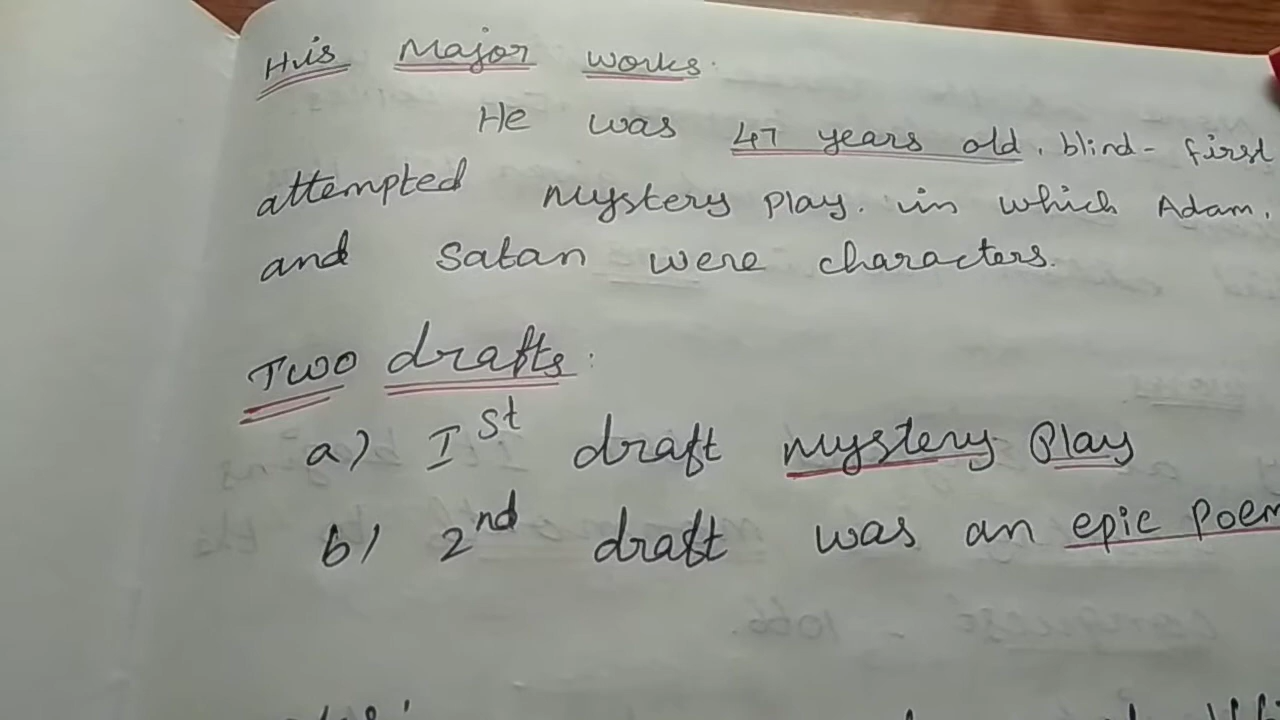 His Major works.
He was 47 years old, blind - first
attempted mystery play. in which Adam,
and Satan were characters.
Two drafts:
a) Ist draft mystery Play
b) 2nd draft was an epic poem